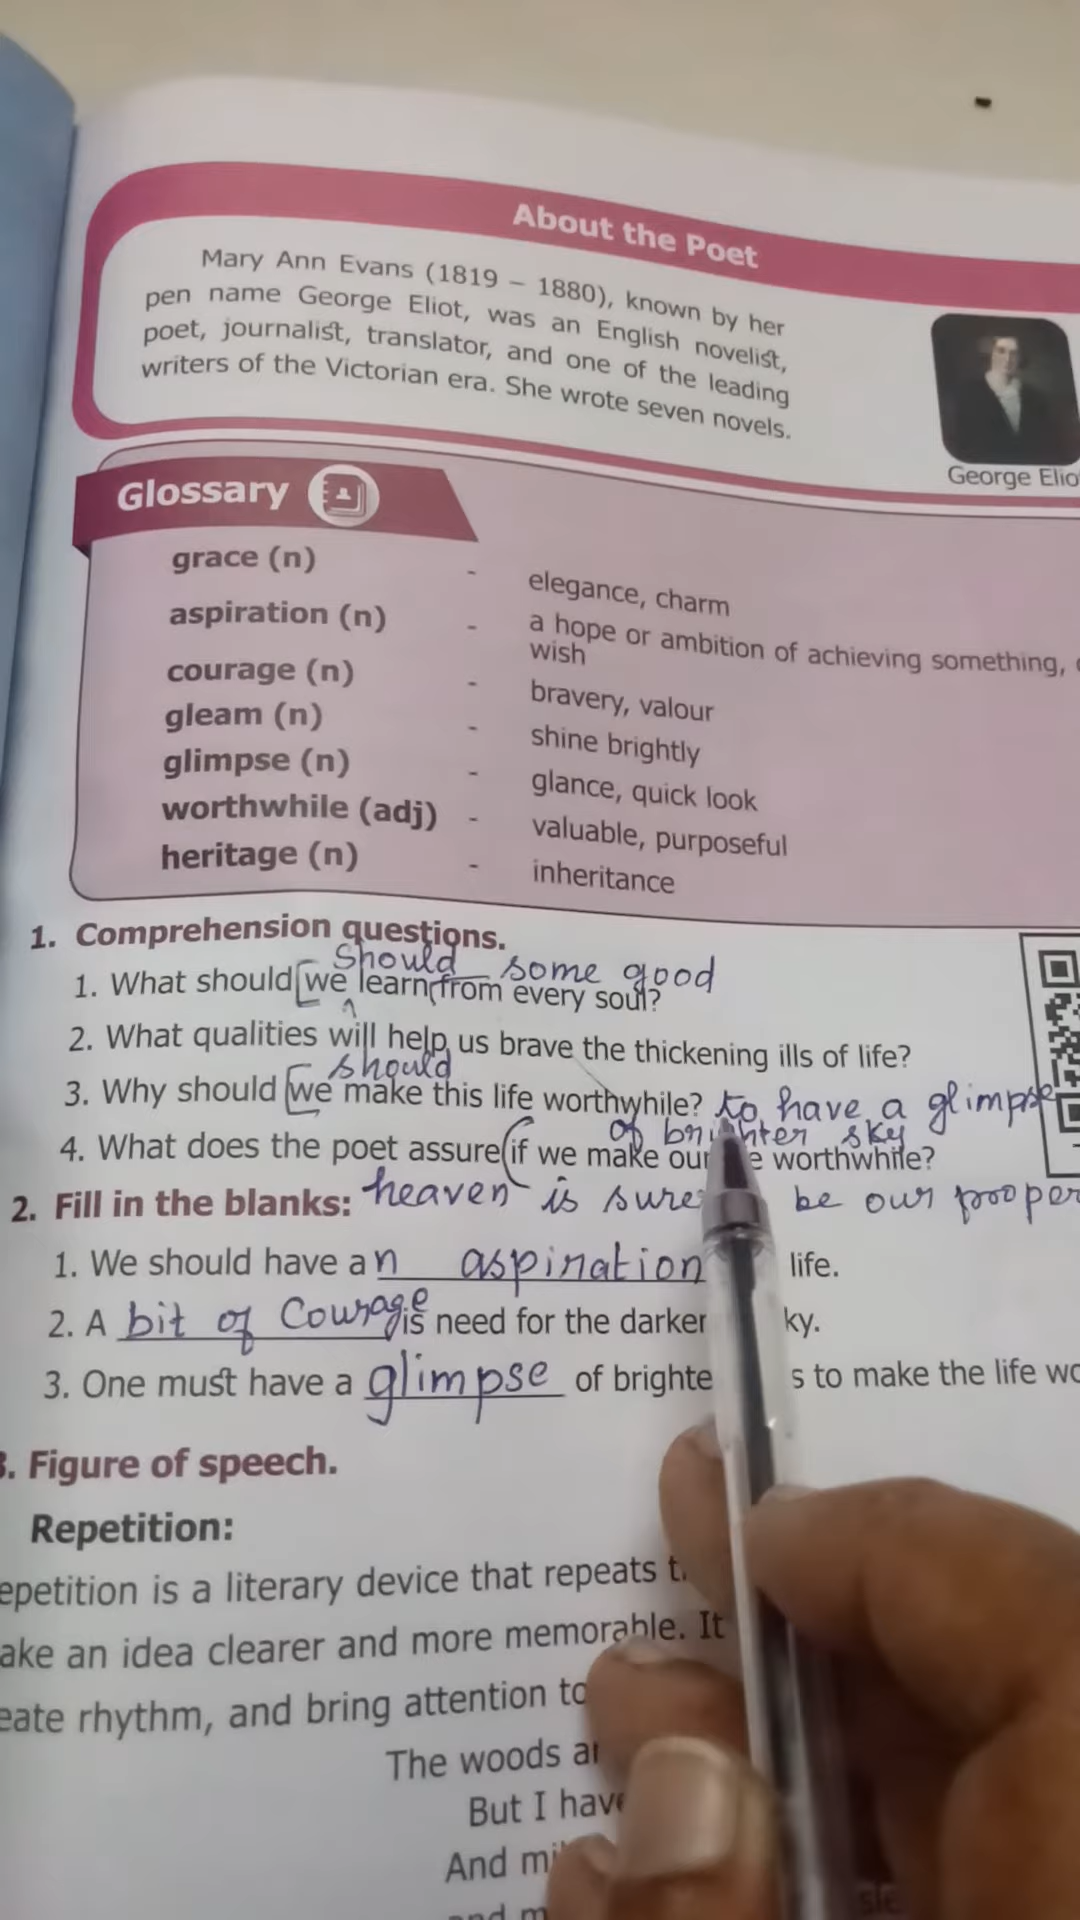 About the Poet
Mary Ann Evans (1819 – 1880), known by her
pen name George Eliot, was an English novelist,
poet, journalist, translator, and one of the leading
writers of the Victorian era. She wrote seven novels.
George Elio
Glossary
grace (n) - elegance, charm
aspiration (n) - a hope or ambition of achieving something,
wish
courage (n) - bravery, valour
gleam (n) - shine brightly
glimpse (n) - glance, quick look
worthwhile (adj) - valuable, purposeful
heritage (n) - inheritance
1. Comprehension questions.
should some good
1. What should [we learn from every soul?
2. What qualities will help us brave the thickening ills of life?
should
3. Why should [we make this life worthwhile? to have a glimpse
of brighter sky
4. What does the poet assure (if we make our worthwhile?
2. Fill in the blanks: heaven is sure be our
1. We should have an aspiration life.
2. A bit of Courage is need for the darker ky.
3. One must have a glimpse of brighte s to make the life wo
3. Figure of speech.
Repetition:
epetition is a literary device that repeats t
ake an idea clearer and more memorable. It
eate rhythm, and bring attention to
The woods a
But I have
And mi
and m